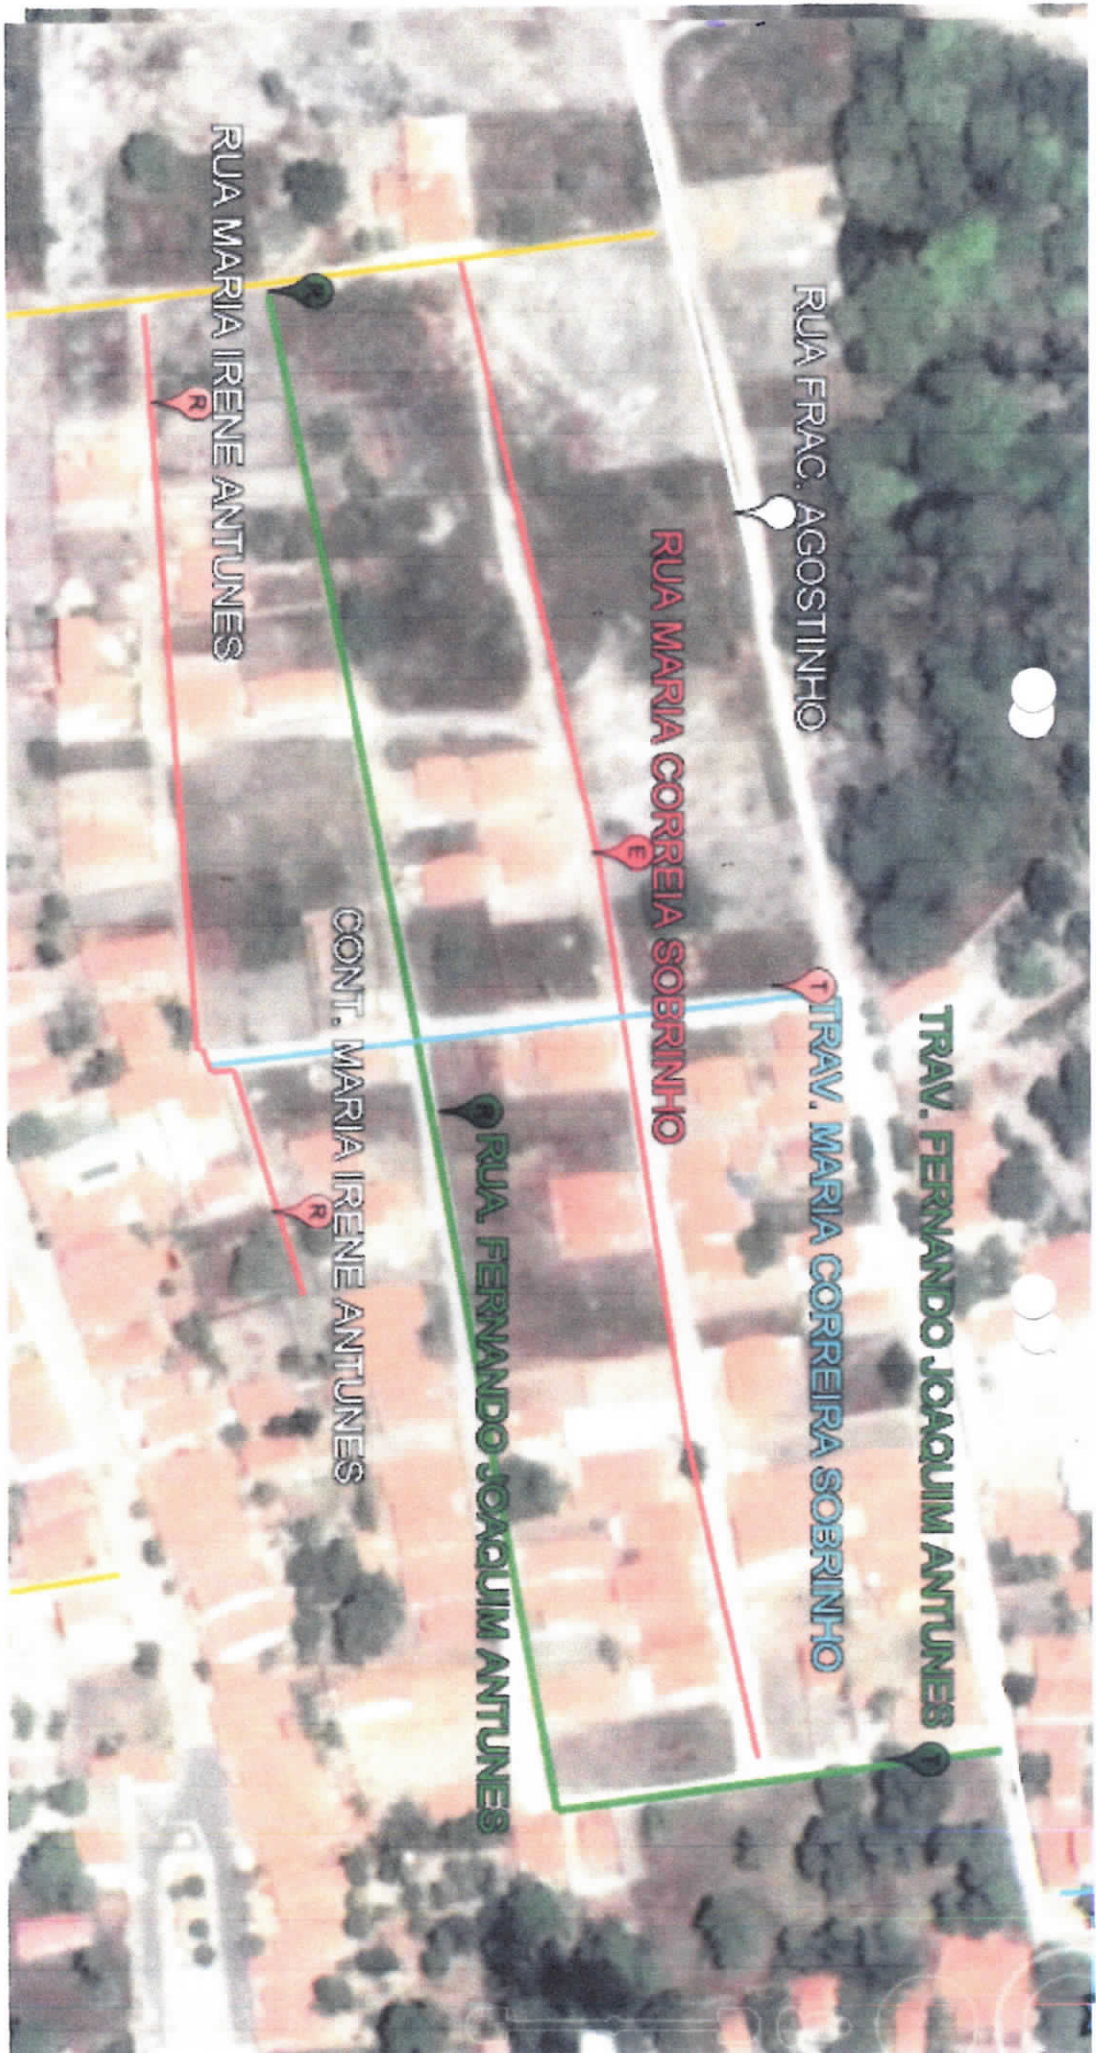 RUA FRAC. AGOSTINHO
TRAV. FERNANDO JOAQUIM ANTUNES
TRAV. MARIA CORREIRA SOBRINHO
T
T
RUA MARIA CORREIA SOBRINHO
E
RUA FERNANDO JOAQUIM ANTUNES
CONT. MARIA IRENE ANTUNES
R
RUA MARIA IRENE ANTUNES
R